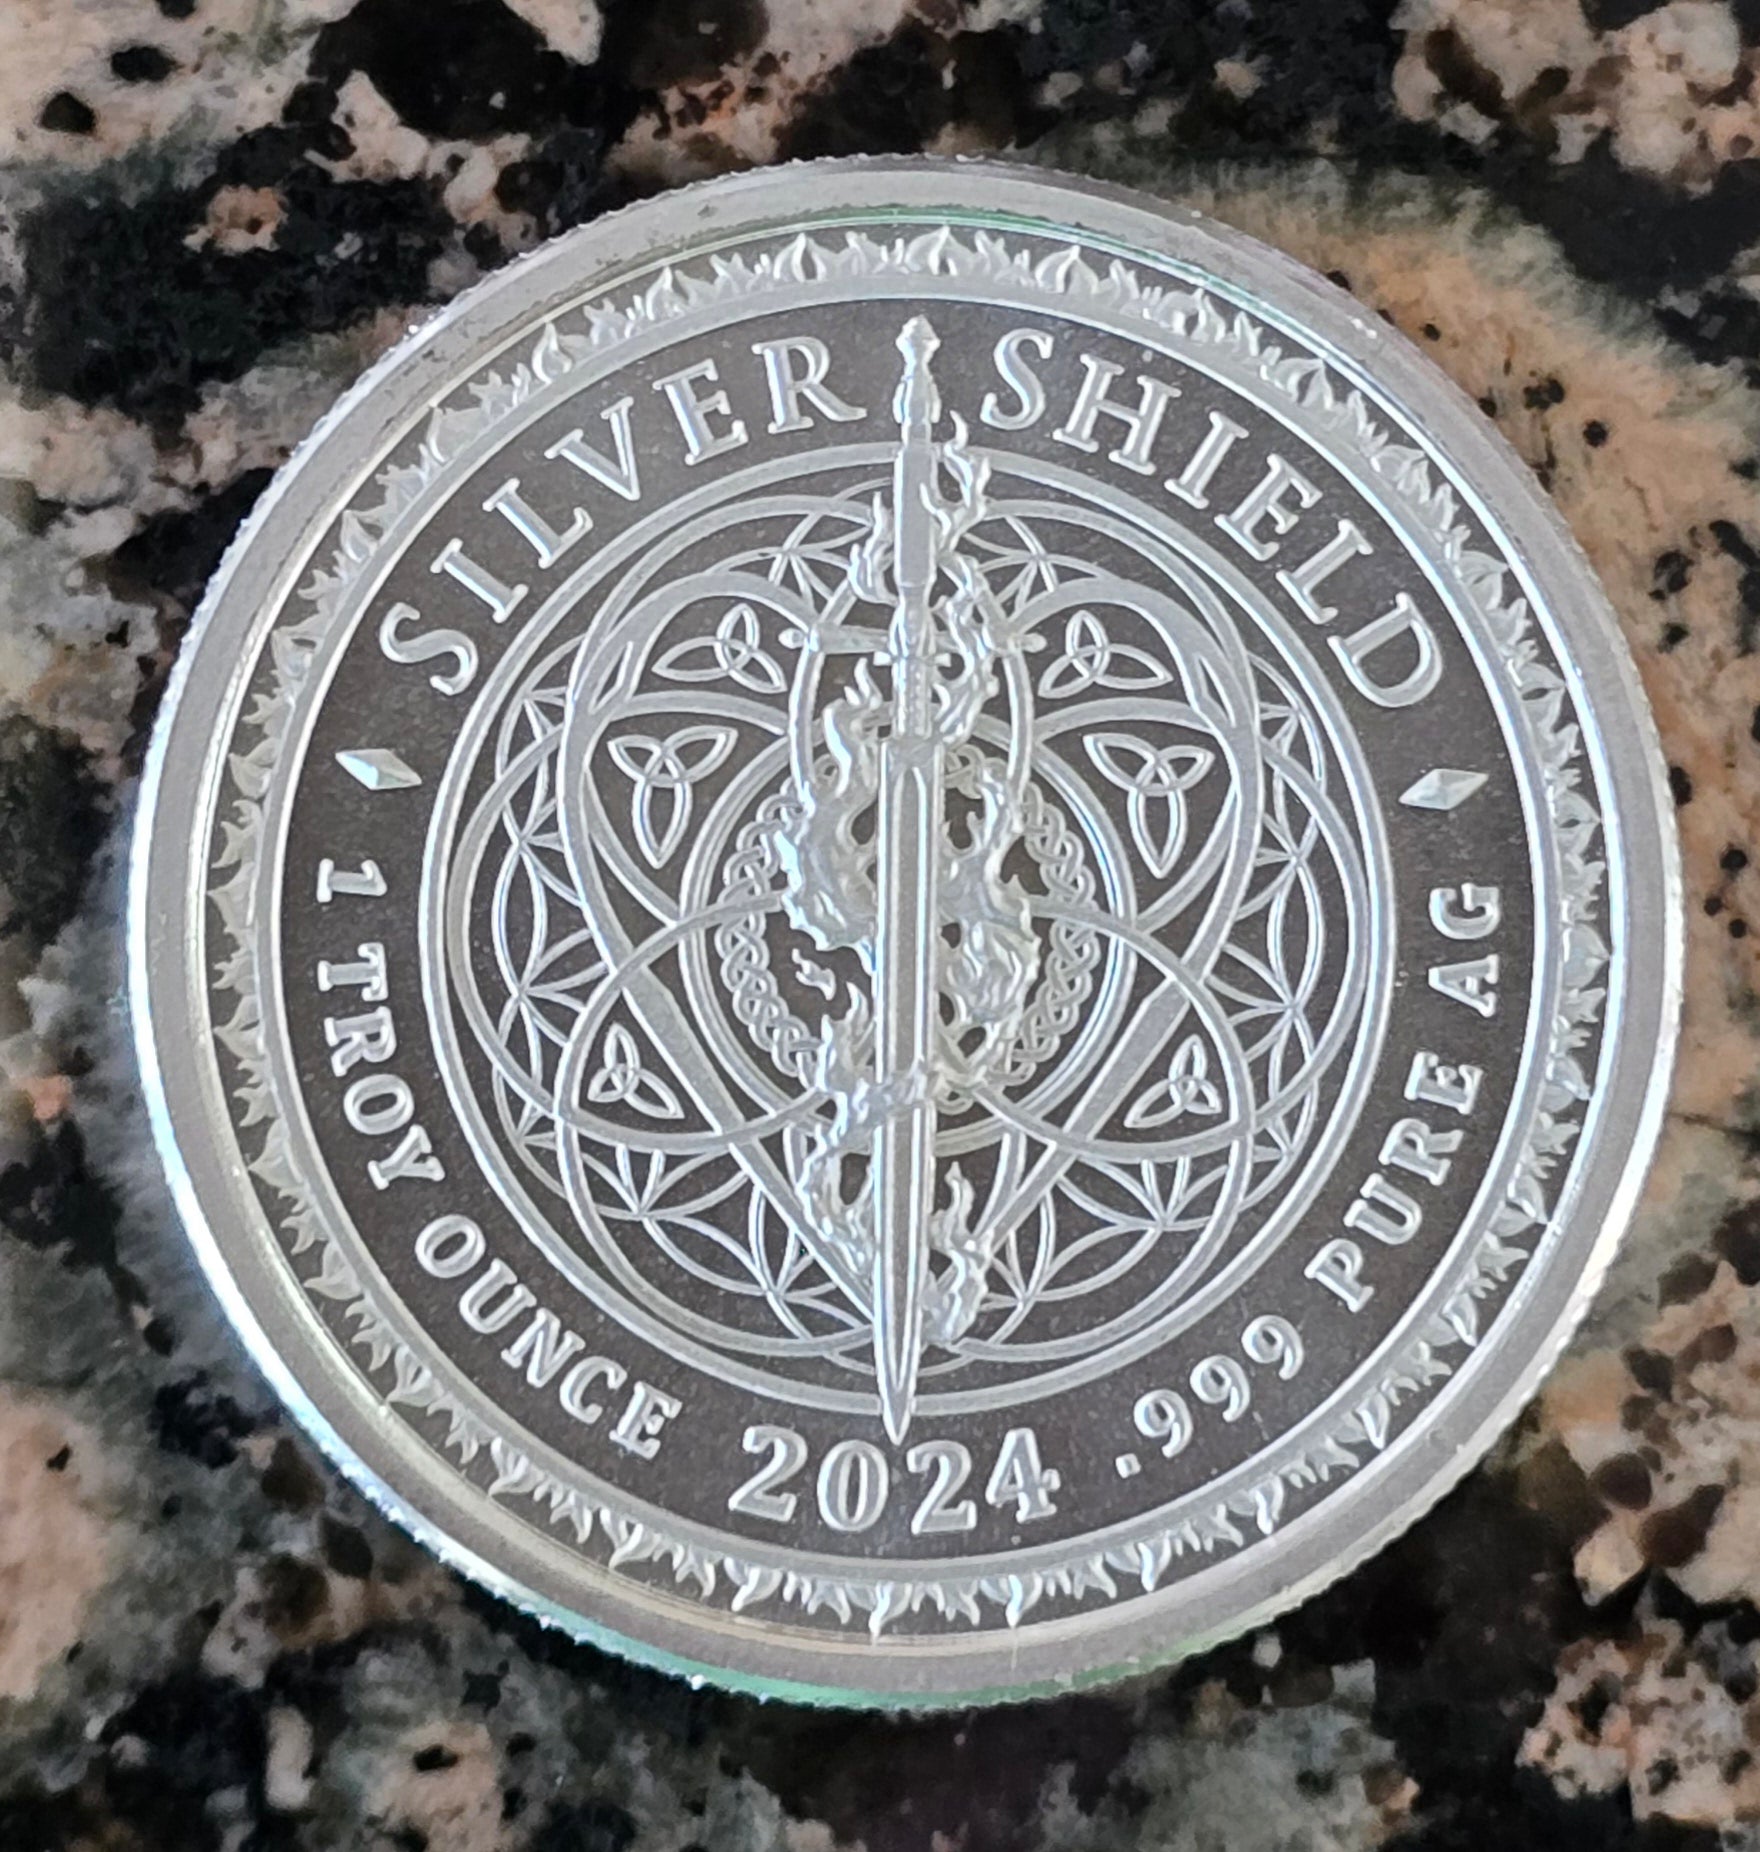 SILVER SHIELD
1 TROY OUNCE 2024 .999 PURE AG